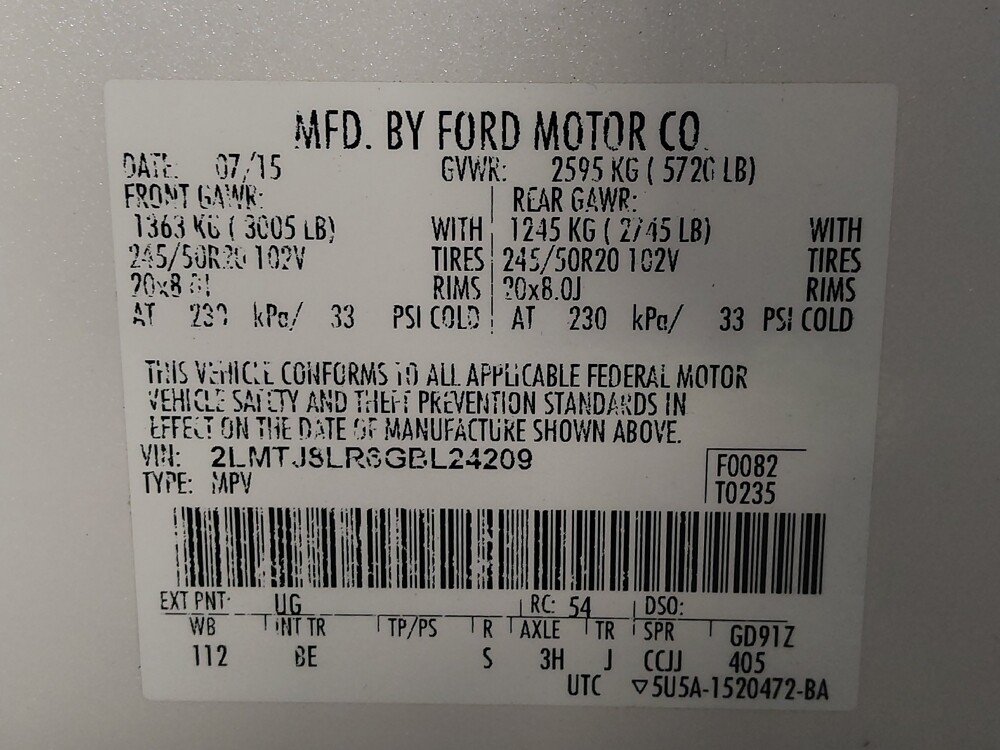 MFD. BY FORD MOTOR CO.
DATE: 07/15 GVWR: 2595 KG ( 5720 LB)
FRONT GAWR: REAR GAWR:
1363 KG ( 3005 LB) WITH 1245 KG ( 2745 LB) WITH
245/50R20 102V TIRES 245/50R20 102V TIRES
20x8.0J RIMS 20x8.0J RIMS
AT 230 kPa/ 33 PSI COLD AT 230 kPa/ 33 PSI COLD
THIS VEHICLE CONFORMS TO ALL APPLICABLE FEDERAL MOTOR
VEHICLE SAFETY AND THEFT PREVENTION STANDARDS IN
EFFECT ON THE DATE OF MANUFACTURE SHOWN ABOVE.
VIN: 2LMTJ8LR6GBL24209
TYPE: MPV
F0082
T0235
EXT PNT: UG RC: 54 DSO:
WB INT TR TP/PS R AXLE TR SPR GD91Z
112 BE S 3H J CCJJ 405
UTC ▽5U5A-1520472-BA